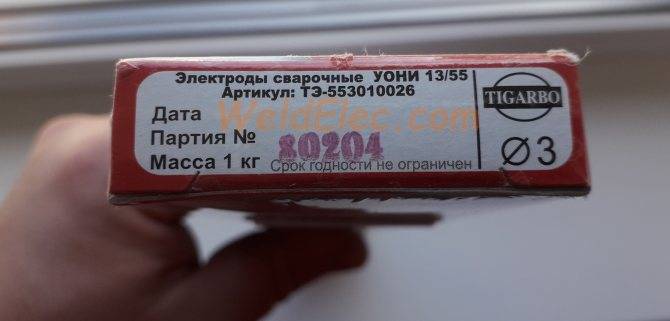 Электроды сварочные УОНИ 13/55
Артикул: ТЭ-553010026
Дата
WeldElec.com
Партия № 80204
Масса 1 кг
Срок годности не ограничен
TIGARBO
Ø 3